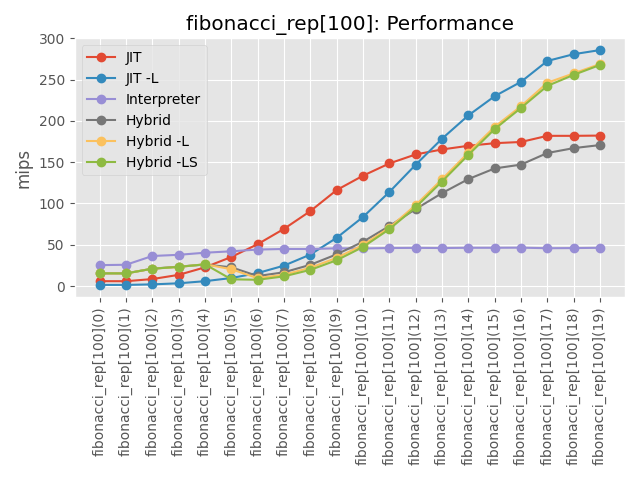 fibonacci_rep[100]: Performance
300
250
200
150
100
50
0
mips
JIT
JIT -L
Interpreter
Hybrid
Hybrid -L
Hybrid -LS
fibonacci_rep[100](0)
fibonacci_rep[100](1)
fibonacci_rep[100](2)
fibonacci_rep[100](3)
fibonacci_rep[100](4)
fibonacci_rep[100](5)
fibonacci_rep[100](6)
fibonacci_rep[100](7)
fibonacci_rep[100](8)
fibonacci_rep[100](9)
fibonacci_rep[100](10)
fibonacci_rep[100](11)
fibonacci_rep[100](12)
fibonacci_rep[100](13)
fibonacci_rep[100](14)
fibonacci_rep[100](15)
fibonacci_rep[100](16)
fibonacci_rep[100](17)
fibonacci_rep[100](18)
fibonacci_rep[100](19)